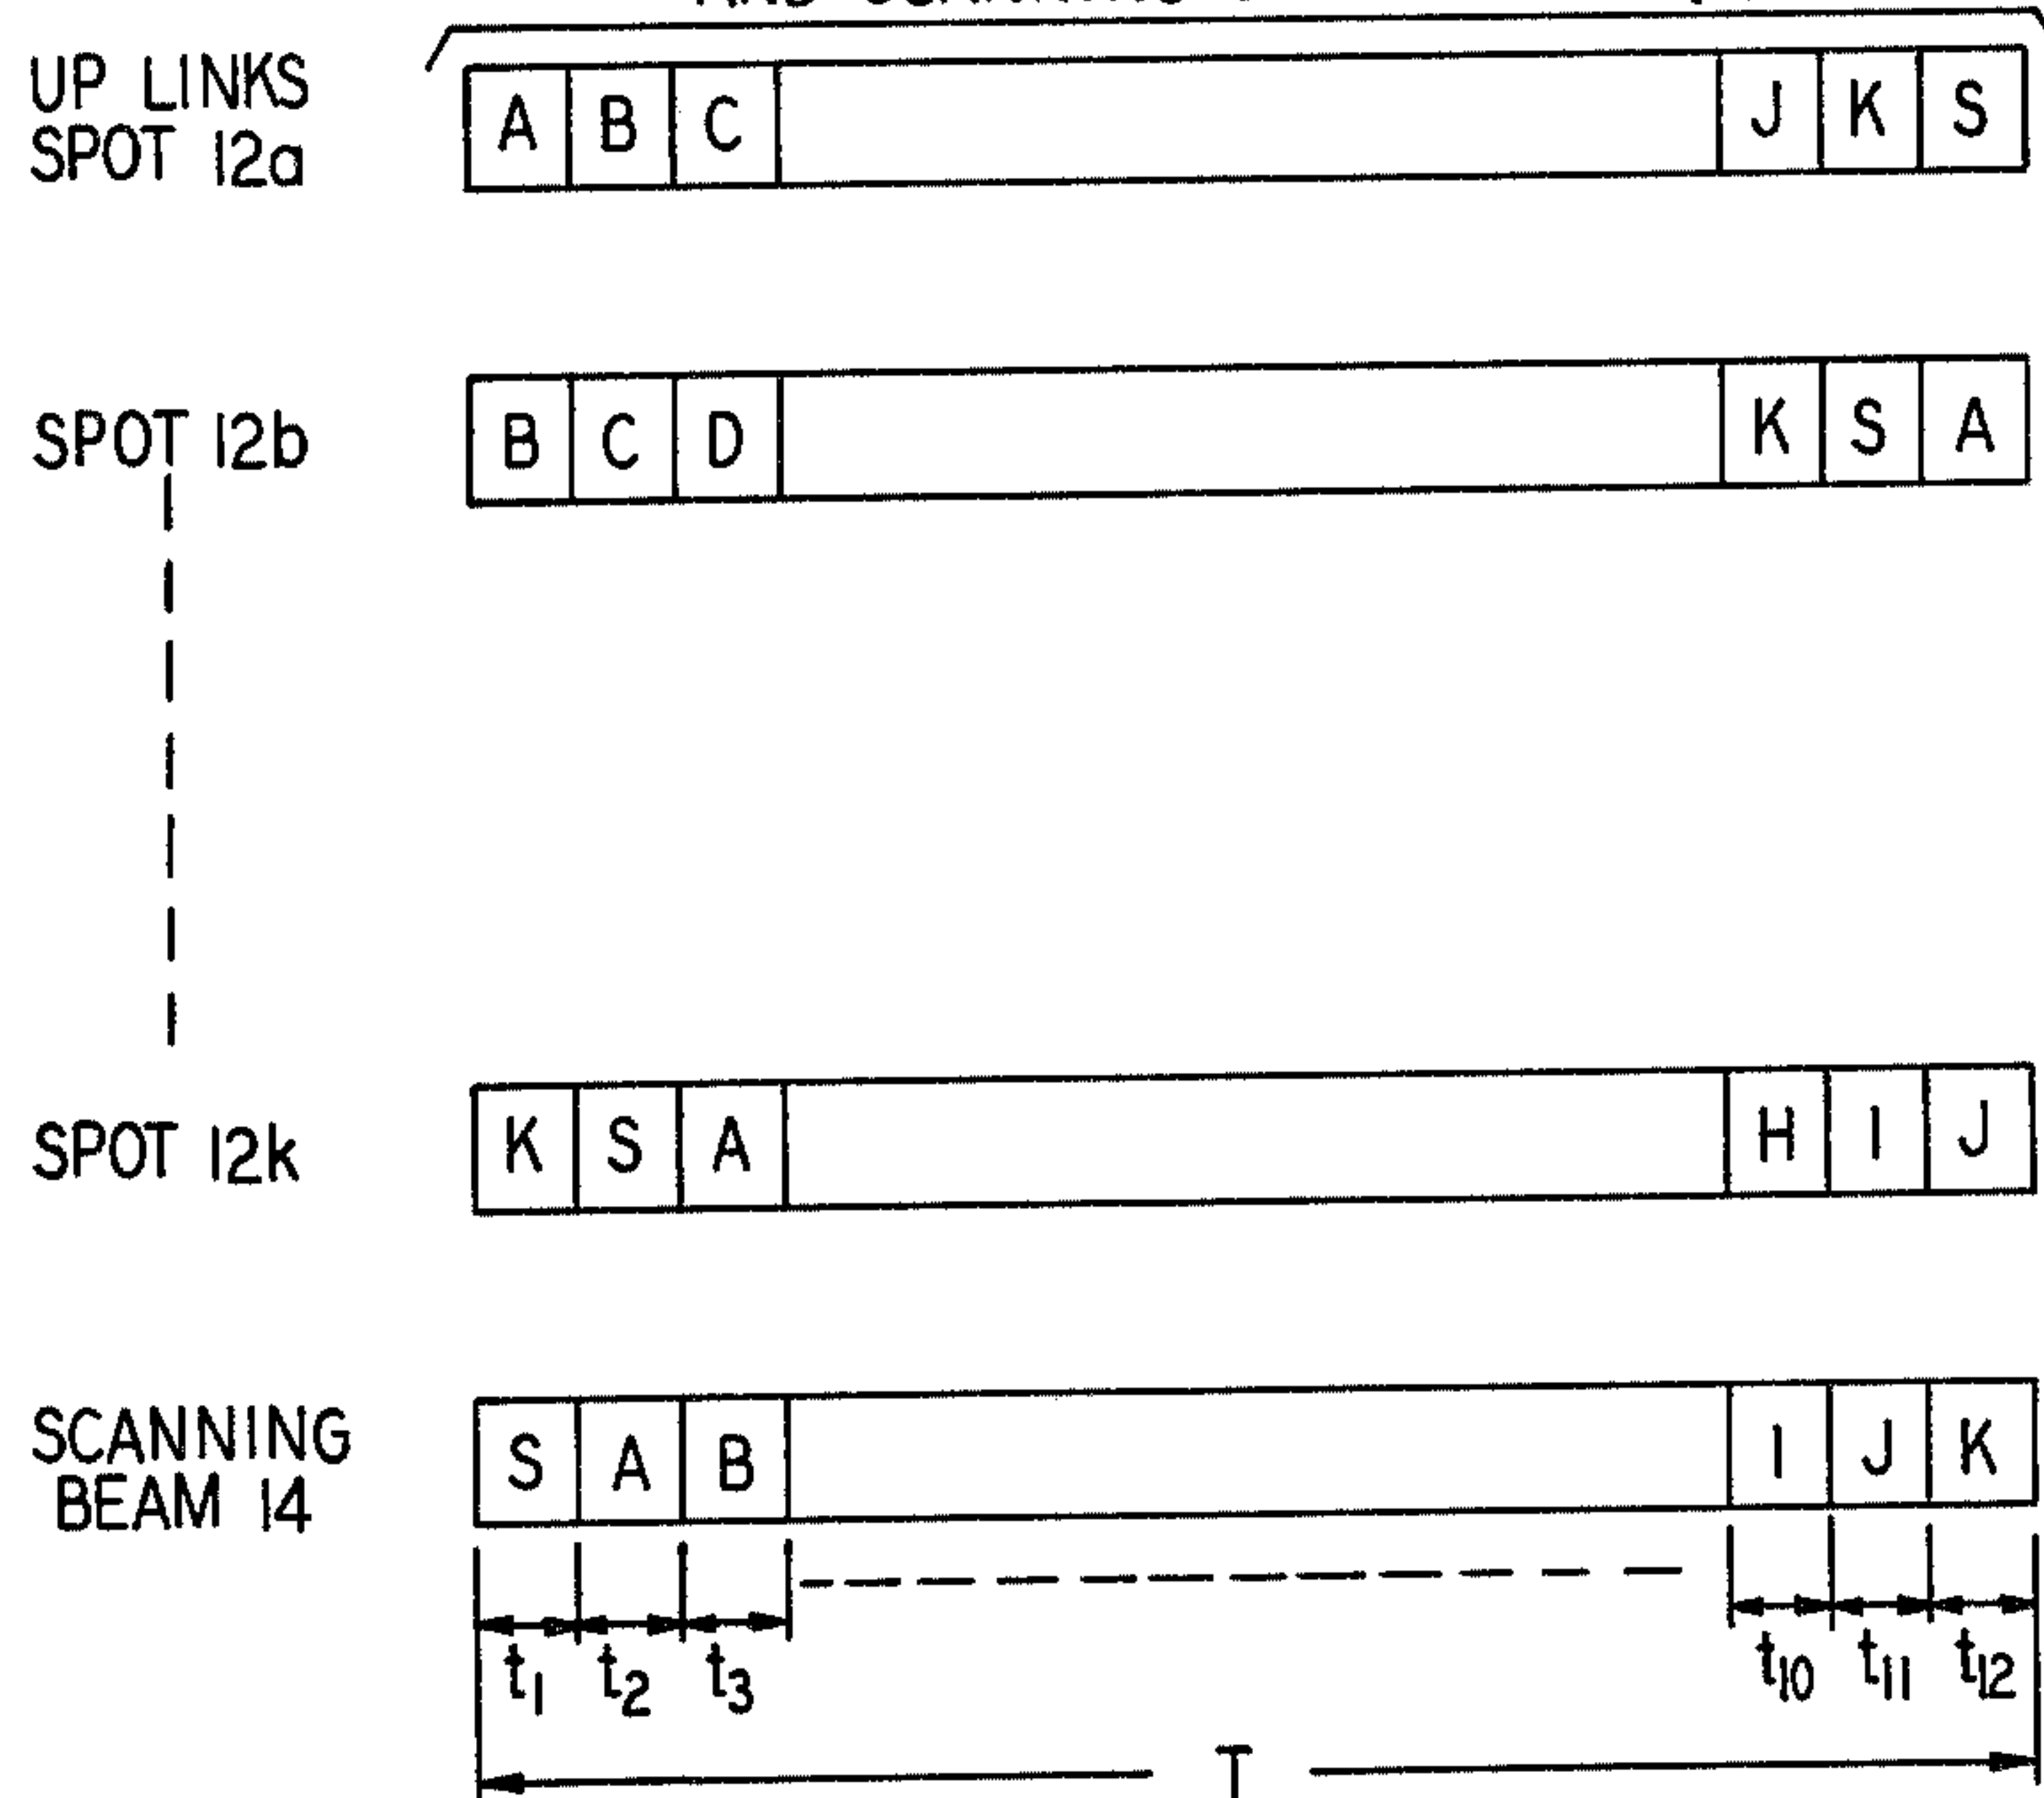 UP LINKS
SPOT 12a
A B C J K S
SPOT 12b
B C D K S A
SPOT 12k
K S A H I J
SCANNING
BEAM 14
S A B I J K
t1 t2 t3 t10 t11 t12
T